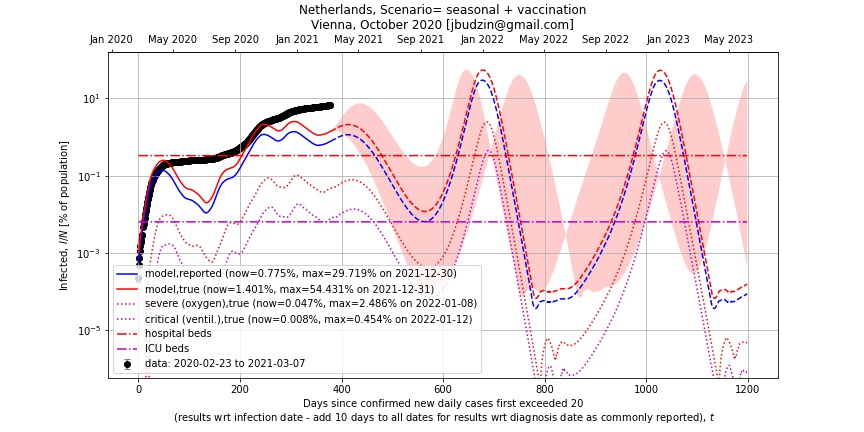 Netherlands, Scenario= seasonal + vaccination
Vienna, October 2020 [jbudzin@gmail.com]
Jan 2020 May 2020 Sep 2020 Jan 2021 May 2021 Sep 2021 Jan 2022 May 2022 Sep 2022 Jan 2023 May 2023
Infected, I/N [% of population]
10¹
10⁻¹
10⁻³
10⁻⁵
model,reported (now=0.775%, max=29.719% on 2021-12-30)
model,true (now=1.401%, max=54.431% on 2021-12-31)
severe (oxygen),true (now=0.047%, max=2.486% on 2022-01-08)
critical (ventil.),true (now=0.008%, max=0.454% on 2022-01-12)
hospital beds
ICU beds
data: 2020-02-23 to 2021-03-07
0 200 400 600 800 1000 1200
Days since confirmed new daily cases first exceeded 20
(results wrt infection date - add 10 days to all dates for results wrt diagnosis date as commonly reported), t